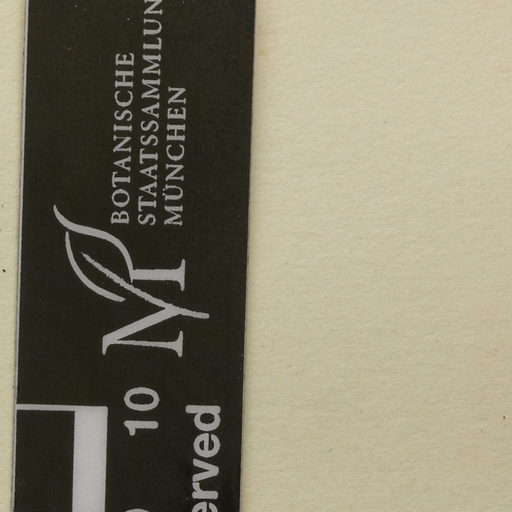 BOTANISCHE
STAATSSAMMLUN
MÜNCHEN
10
erved